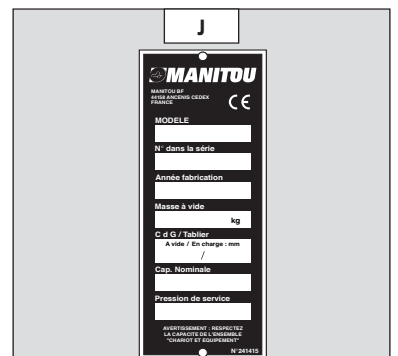 J
MANITOU
MANITOU BF
44158 ANCENIS CEDEX
FRANCE
CE
MODELE
N° dans la série
Année fabrication
Masse à vide
kg
C d G / Tablier
A vide / En charge : mm
/
Cap. Nominale
Pression de service
AVERTISSEMENT : RESPECTEZ
LA CAPACITE DE L'ENSEMBLE
"CHARIOT ET EQUIPEMENT"
N°241415